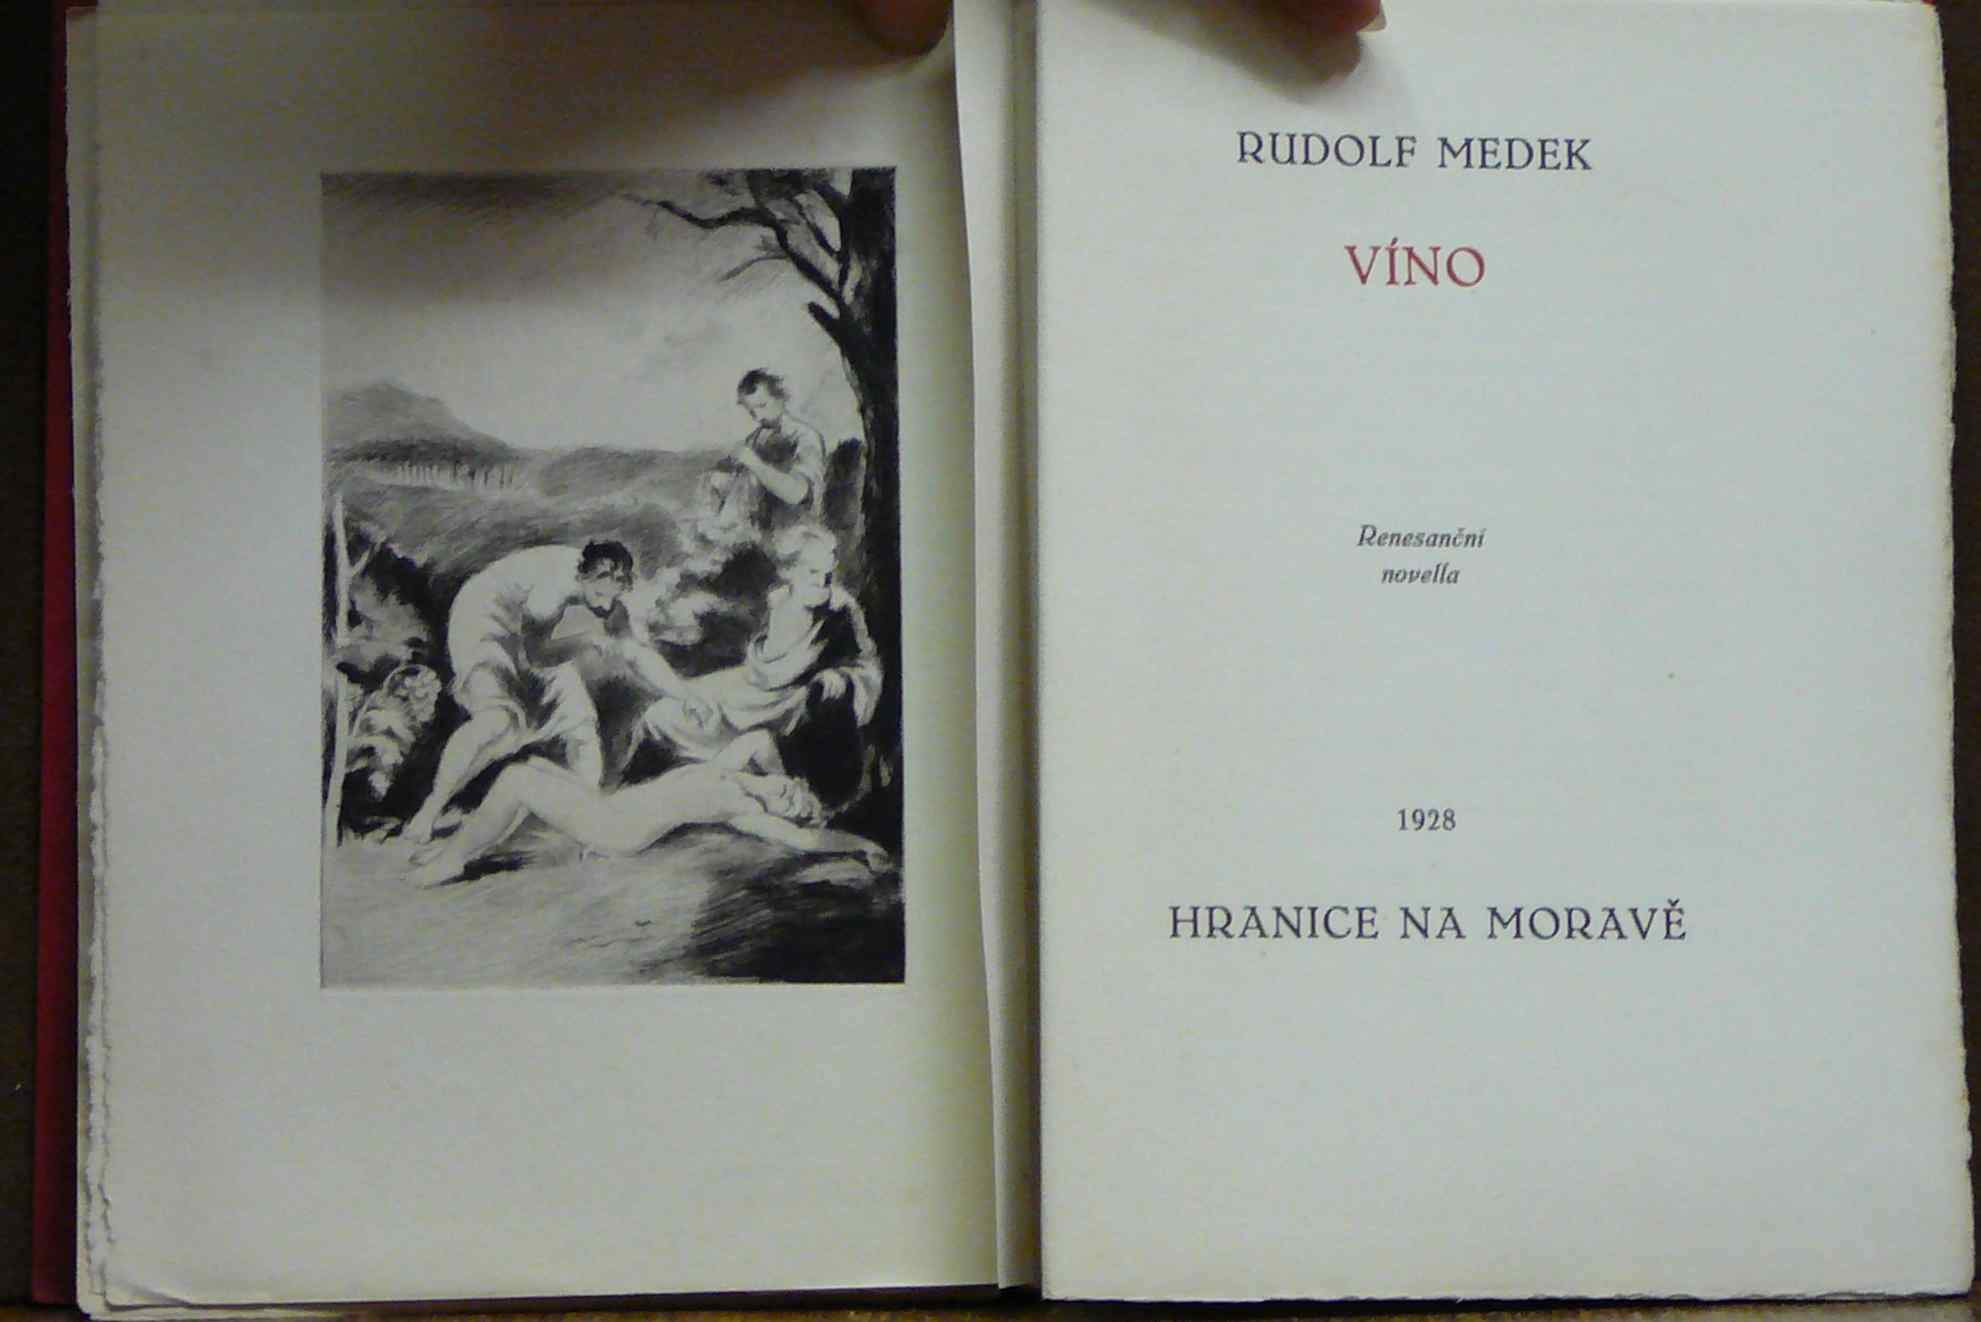 RUDOLF MEDEK
VÍNO
Renesanční
novella
1928
HRANICE NA MORAVĚ